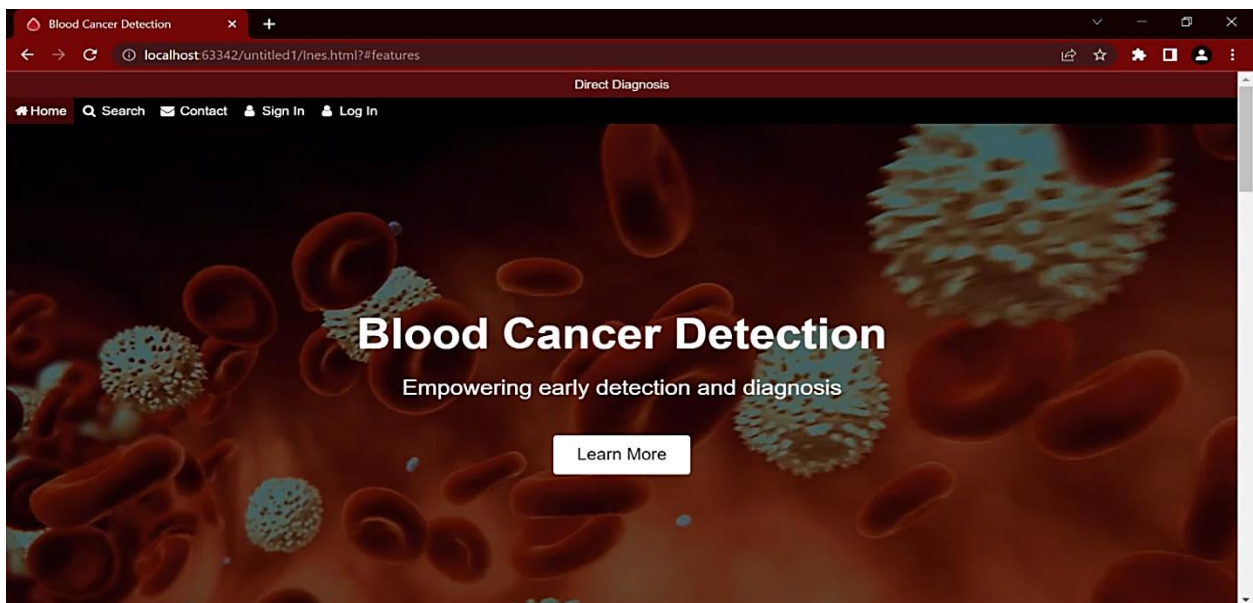 Blood Cancer Detection
localhost:63342/untitled1/Ines.html?#features
Direct Diagnosis
Home Search Contact Sign In Log In
Blood Cancer Detection
Empowering early detection and diagnosis
Learn More